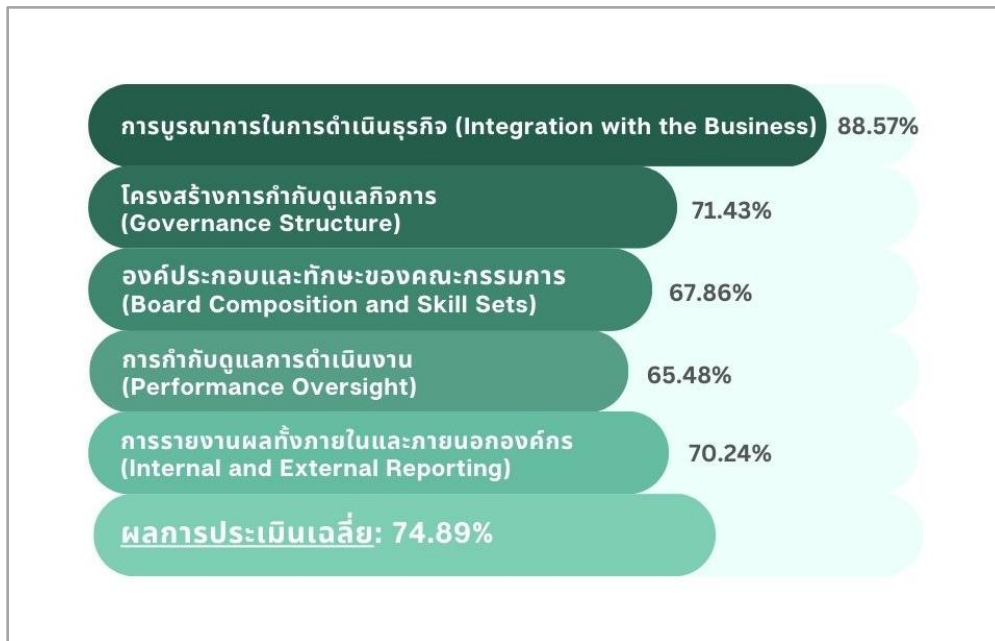 การบูรณาการในการดำเนินธุรกิจ (Integration with the Business) 88.57%
โครงสร้างการกำกับดูแลกิจการ
(Governance Structure)
71.43%
องค์ประกอบและทักษะของคณะกรรมการ
(Board Composition and Skill Sets)
67.86%
การกำกับดูแลการดำเนินงาน
(Performance Oversight)
65.48%
การรายงานผลทั้งภายในและภายนอกองค์กร
(Internal and External Reporting)
70.24%
ผลการประเมินเฉลี่ย: 74.89%